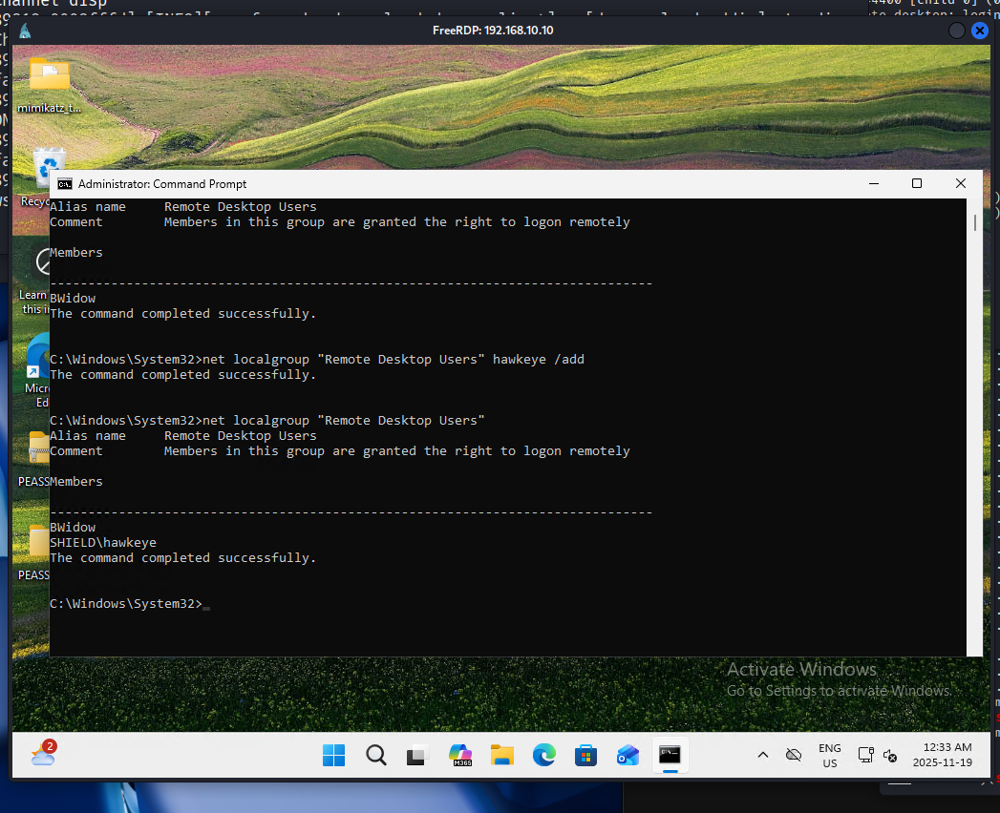 FreeRDP: 192.168.10.10
mimikatz_t...
Administrator: Command Prompt
Alias name     Remote Desktop Users
Comment        Members in this group are granted the right to logon remotely
Members
-------------------------------------------------------------------------------
BWidow
The command completed successfully.
C:\Windows\System32>net localgroup "Remote Desktop Users" hawkeye /add
The command completed successfully.
C:\Windows\System32>net localgroup "Remote Desktop Users"
Alias name     Remote Desktop Users
Comment        Members in this group are granted the right to logon remotely
Members
-------------------------------------------------------------------------------
BWidow
SHIELD\hawkeye
The command completed successfully.
C:\Windows\System32>
Recyc
Learn
this i
Micr
Ed
PEASS
PEASS
Activate Windows
Go to Settings to activate Windows.
2
M365
ENG
US
12:33 AM
2025-11-19